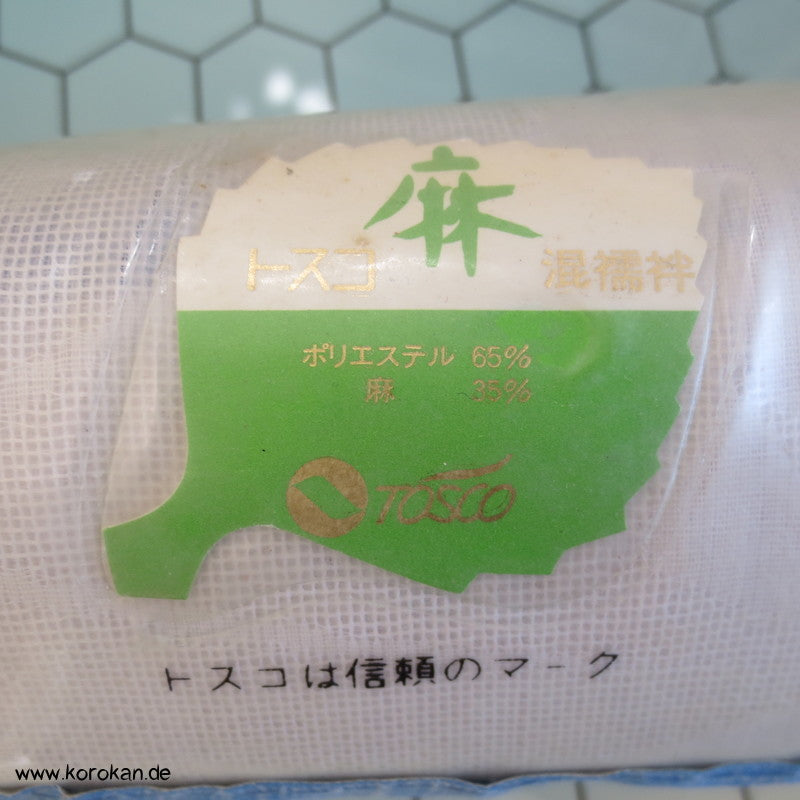 トスコ 麻 混襦袢
ポリエステル 65%
麻 35%
TOSCO
トスコは信頼のマーク
www.korokan.de